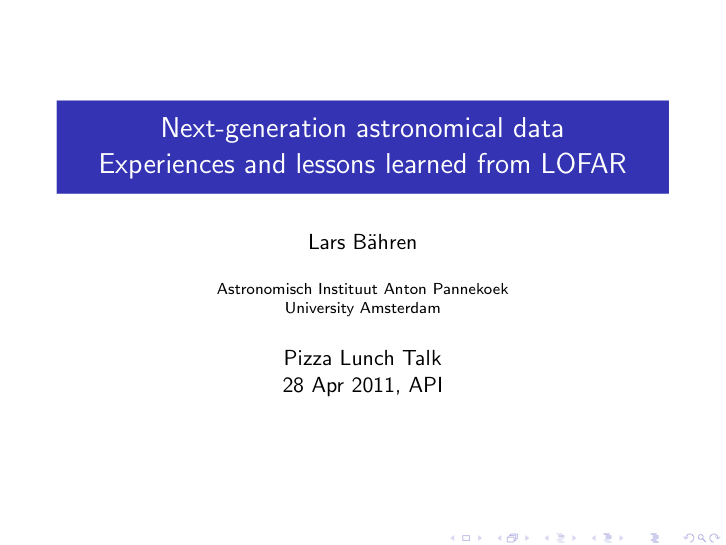 Next-generation astronomical data
Experiences and lessons learned from LOFAR
Lars Bähren
Astronomisch Instituut Anton Pannekoek
University Amsterdam
Pizza Lunch Talk
28 Apr 2011, API